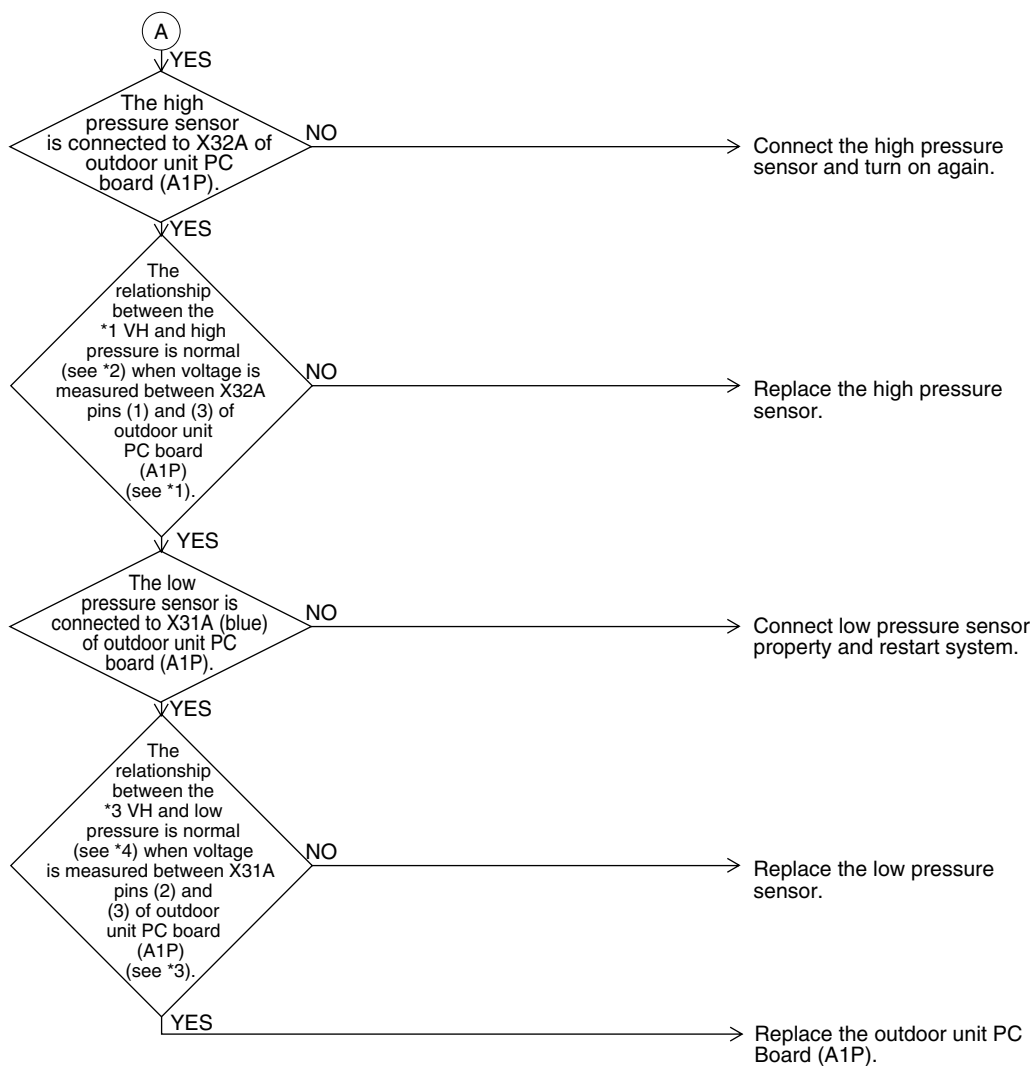 A
YES
The high
pressure sensor
is connected to X32A of
outdoor unit PC
board (A1P).
NO
Connect the high pressure
sensor and turn on again.
YES
The
relationship
between the
*1 VH and high
pressure is normal
(see *2) when voltage is
measured between X32A
pins (1) and (3) of
outdoor unit
PC board
(A1P)
(see *1).
NO
Replace the high pressure
sensor.
YES
The low
pressure sensor is
connected to X31A (blue)
of outdoor unit PC
board (A1P).
NO
Connect low pressure sensor
property and restart system.
YES
The
relationship
between the
*3 VH and low
pressure is normal
(see *4) when voltage
is measured between X31A
pins (2) and
(3) of outdoor
unit PC board
(A1P)
(see *3).
NO
Replace the low pressure
sensor.
YES
Replace the outdoor unit PC
Board (A1P).